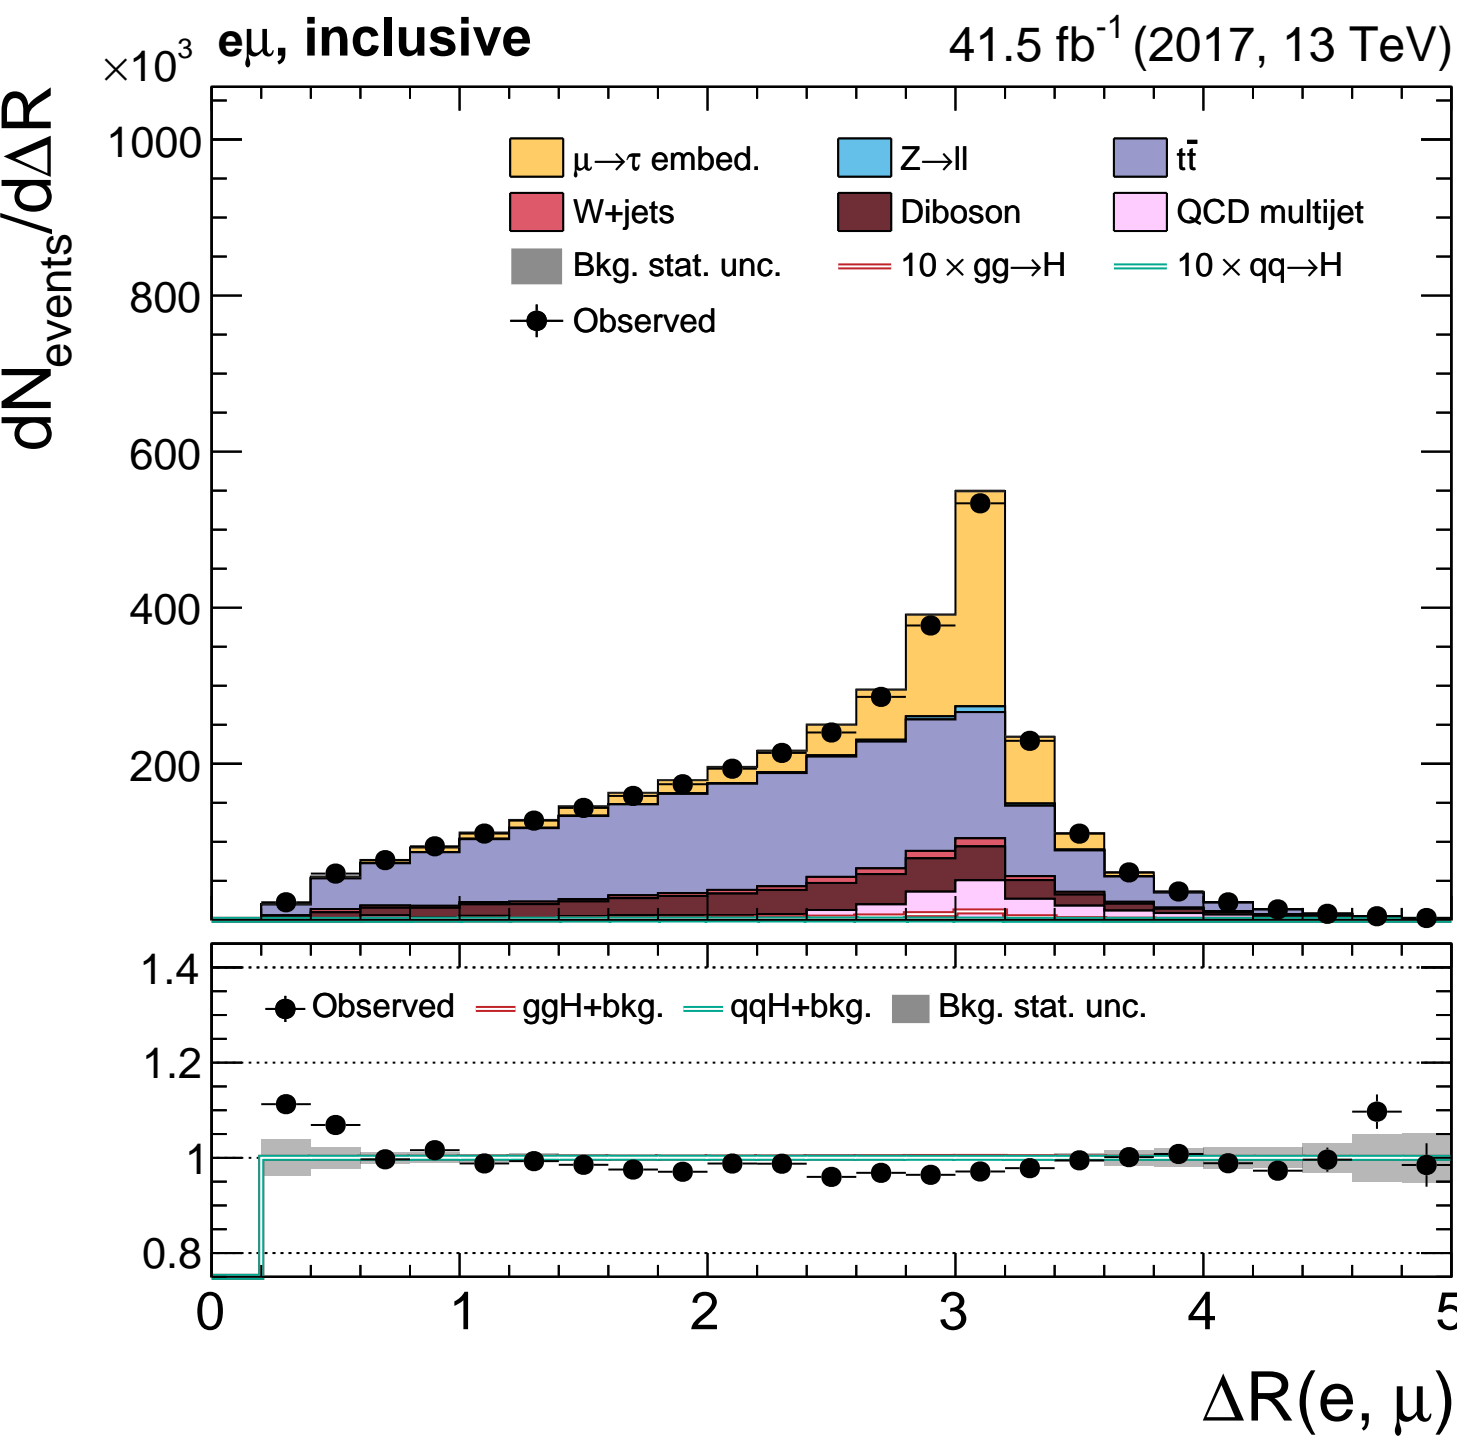 ×10³ eμ, inclusive 41.5 fb⁻¹ (2017, 13 TeV)
dN_events/dΔR
1000
μ→τ embed. Z→ll tt̄
W+jets Diboson QCD multijet
Bkg. stat. unc. 10 × gg→H 10 × qq→H
Observed
800
600
400
200
1.4
Observed ggH+bkg. qqH+bkg. Bkg. stat. unc.
1.2
1
0.8
0 1 2 3 4 5
ΔR(e, μ)